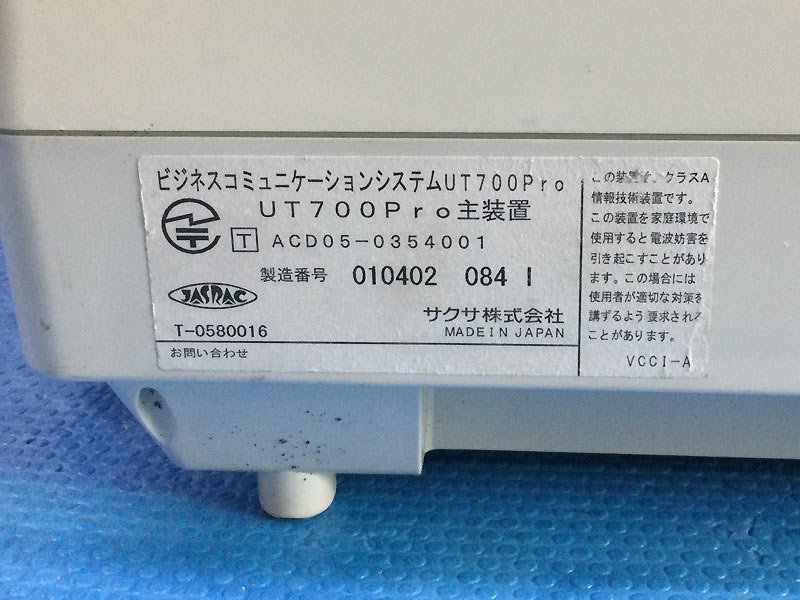 ビジネスコミュニケーションシステムUT700Pro
UT700Pro主装置
T ACD05-0354001
製造番号 010402 084 I
JASRAC
サクサ株式会社
T-0580016
MADE IN JAPAN
お問い合わせ
この装置は、クラスA
情報技術装置です。
この装置を家庭環境で
使用すると電波妨害を
引き起こすことがあり
ます。この場合には
使用者が適切な対策を
講ずるよう要求される
ことがあります。
VCCI-A